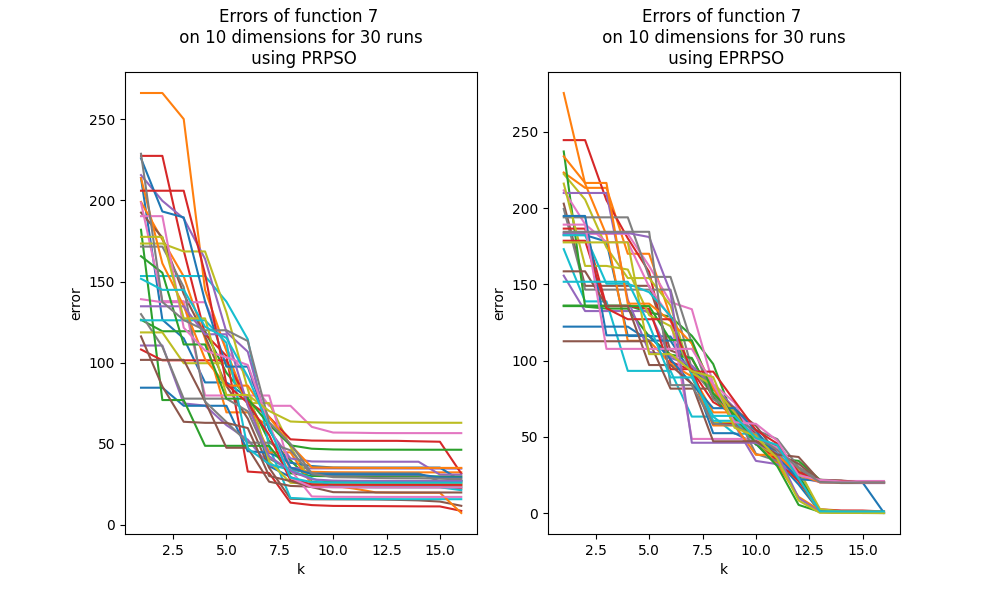 Errors of function 7
on 10 dimensions for 30 runs
using PRPSO
250
200
150
100
50
0
error
2.5 5.0 7.5 10.0 12.5 15.0
k
Errors of function 7
on 10 dimensions for 30 runs
using EPRPSO
250
200
150
100
50
0
error
2.5 5.0 7.5 10.0 12.5 15.0
k